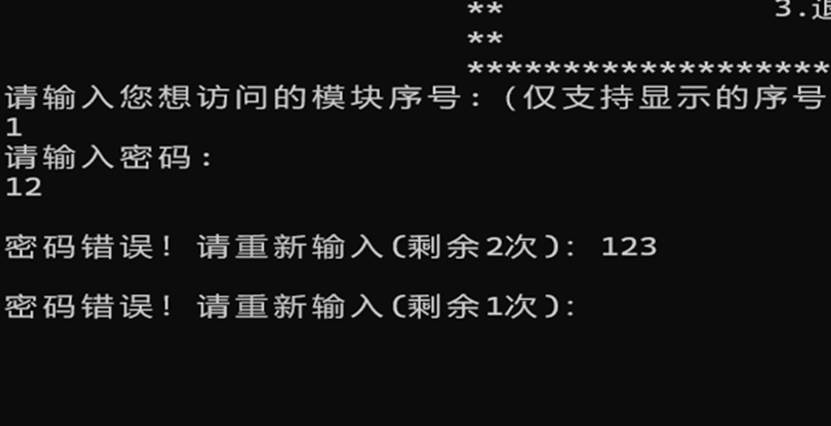 ** 3.退
**
*******************
请输入您想访问的模块序号:(仅支持显示的序号
1
请输入密码:
12
密码错误! 请重新输入(剩余2次): 123
密码错误! 请重新输入(剩余1次):